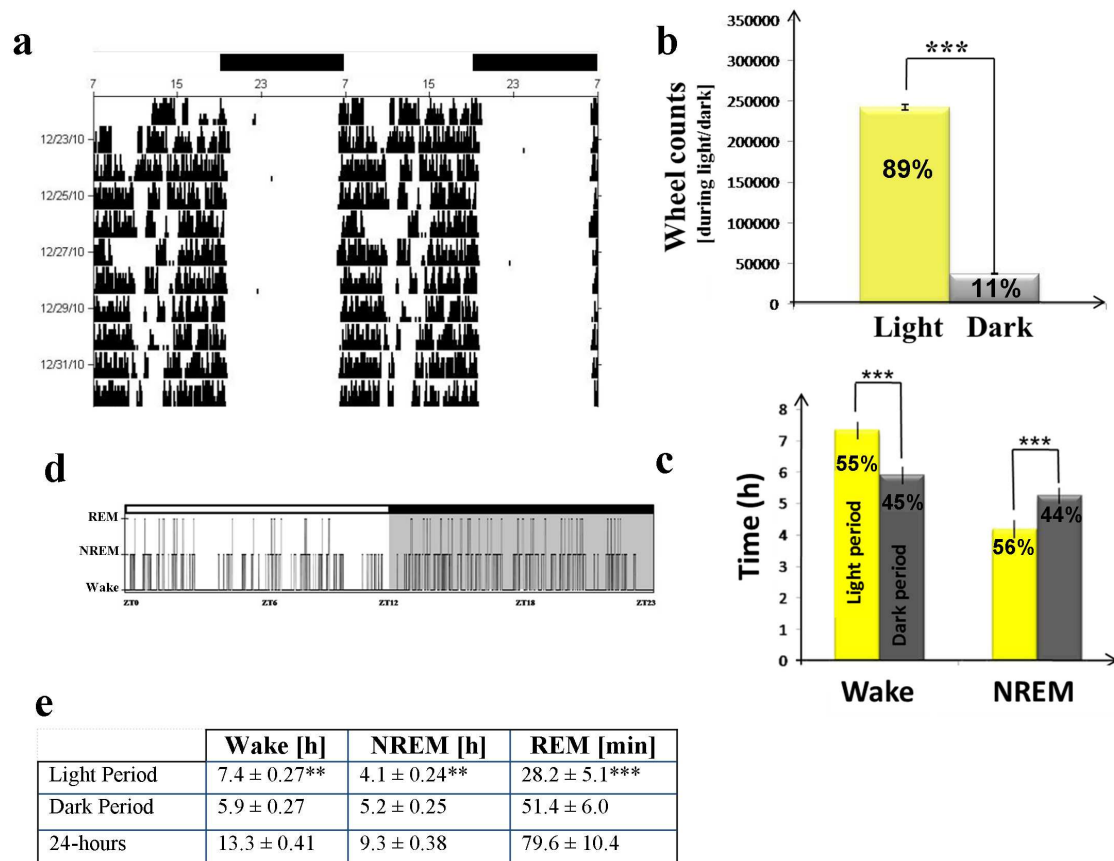 a
7 15 23 7 15 23 7
12/23/10
12/25/10
12/27/10
12/29/10
12/31/10
b
Wheel counts
[during light/dark]
350000
300000
250000
200000
150000
100000
50000
0
***
89%
11%
Light Dark
c
Time (h)
8
7
6
5
4
3
2
1
0
***
***
55%
45%
56%
44%
Light period
Dark period
Wake NREM
d
REM
NREM
Wake
ZT0 ZT6 ZT12 ZT18 ZT23
e
Wake [h] NREM [h] REM [min]
Light Period 7.4 ± 0.27** 4.1 ± 0.24** 28.2 ± 5.1***
Dark Period 5.9 ± 0.27 5.2 ± 0.25 51.4 ± 6.0
24-hours 13.3 ± 0.41 9.3 ± 0.38 79.6 ± 10.4